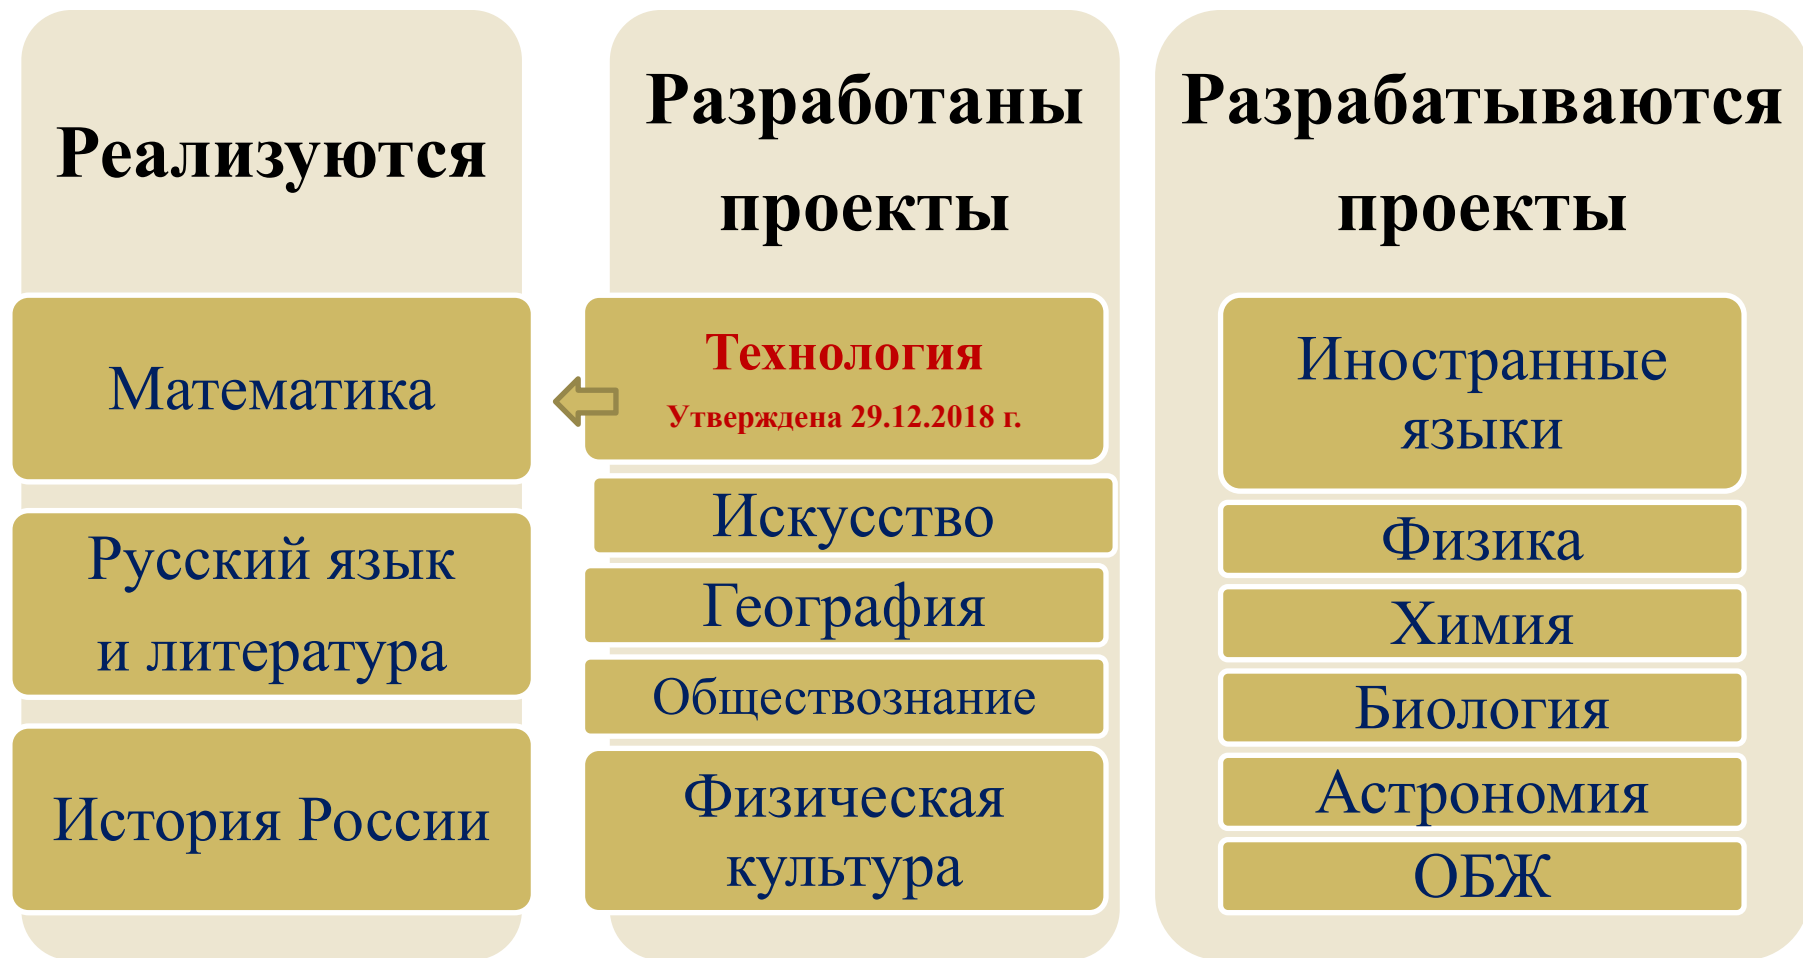 Реализуются
Математика
Русский язык
и литература
История России
Разработаны
проекты
Технология
Утверждена 29.12.2018 г.
Искусство
География
Обществознание
Физическая
культура
Разрабатываются
проекты
Иностранные
языки
Физика
Химия
Биология
Астрономия
ОБЖ